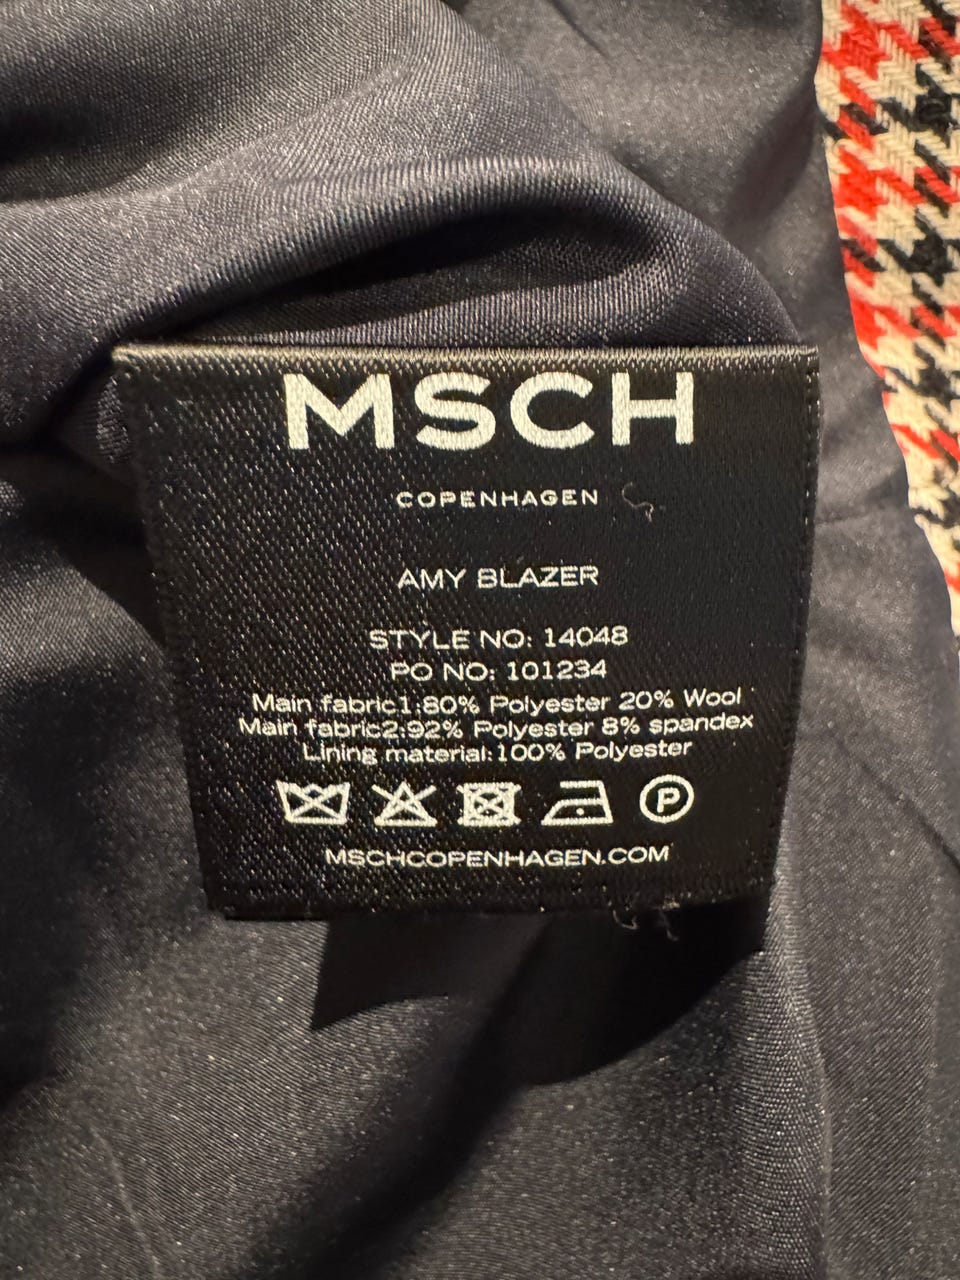 MSCH
COPENHAGEN
AMY BLAZER
STYLE NO: 14048
PO NO: 101234
Main fabric1:80% Polyester 20% Wool
Main fabric2:92% Polyester 8% spandex
Lining material:100% Polyester
P
MSCHCOPENHAGEN.COM